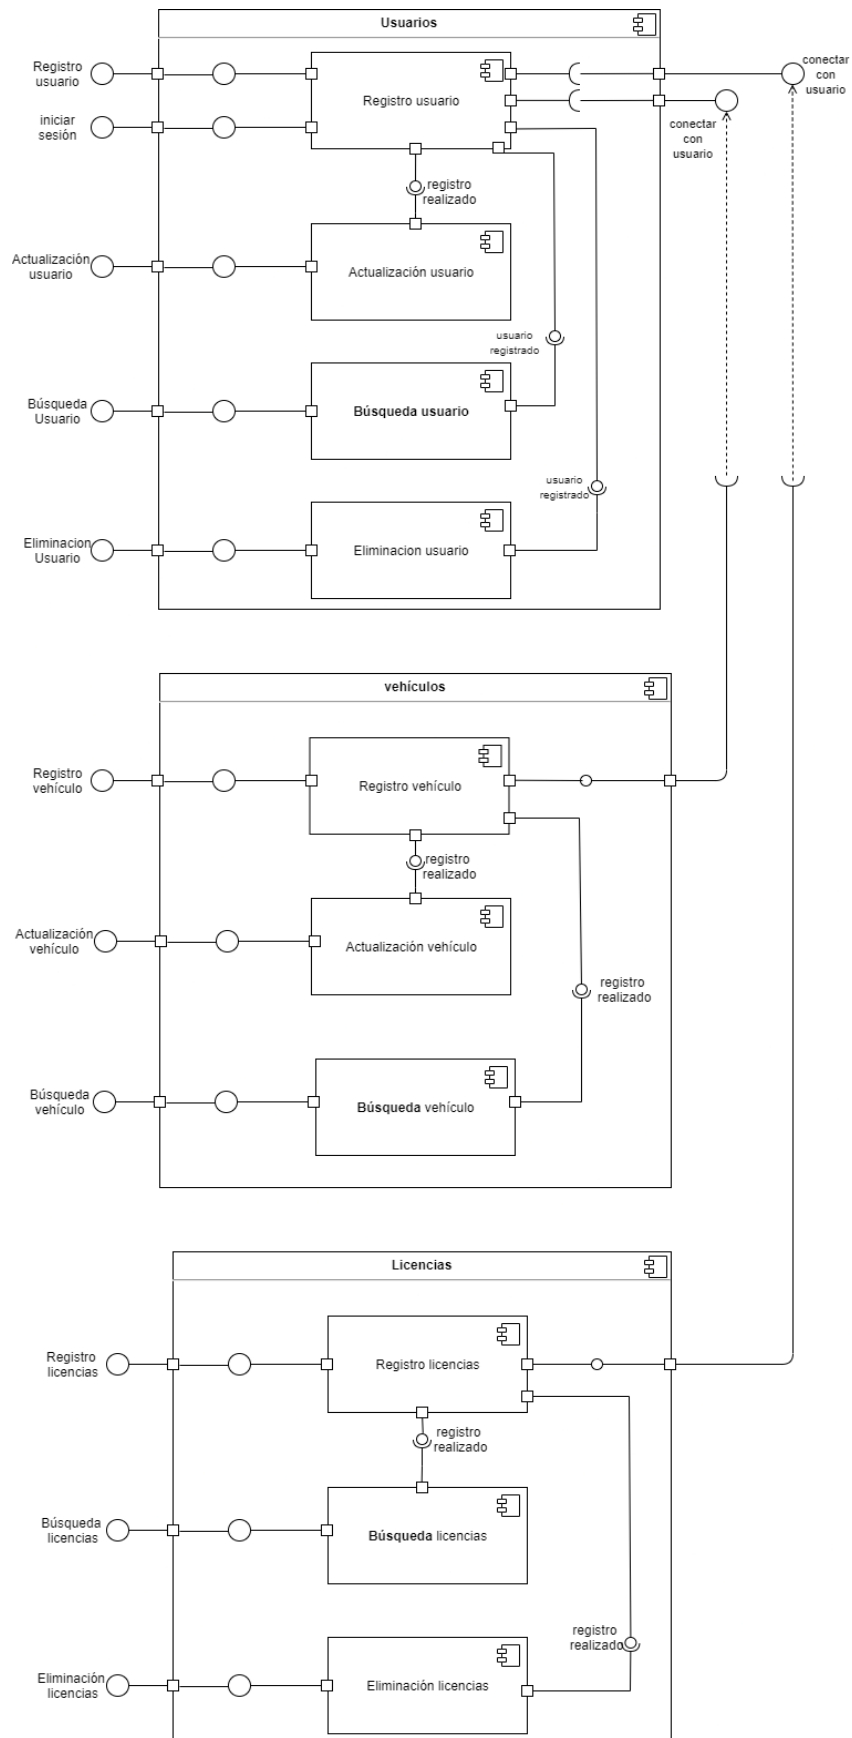 Usuarios
Registro
usuario
iniciar
sesión
Registro usuario
conectar
con
usuario
conectar
con
usuario
registro
realizado
Actualización
usuario
Actualización usuario
usuario
registrado
Búsqueda
Usuario
Búsqueda usuario
usuario
registrado
Eliminacion
Usuario
Eliminacion usuario
vehículos
Registro
vehículo
Registro vehículo
registro
realizado
Actualización
vehículo
Actualización vehículo
registro
realizado
Búsqueda
vehículo
Búsqueda vehículo
Licencias
Registro
licencias
Registro licencias
registro
realizado
Búsqueda
licencias
Búsqueda licencias
registro
realizado
Eliminación
licencias
Eliminación licencias